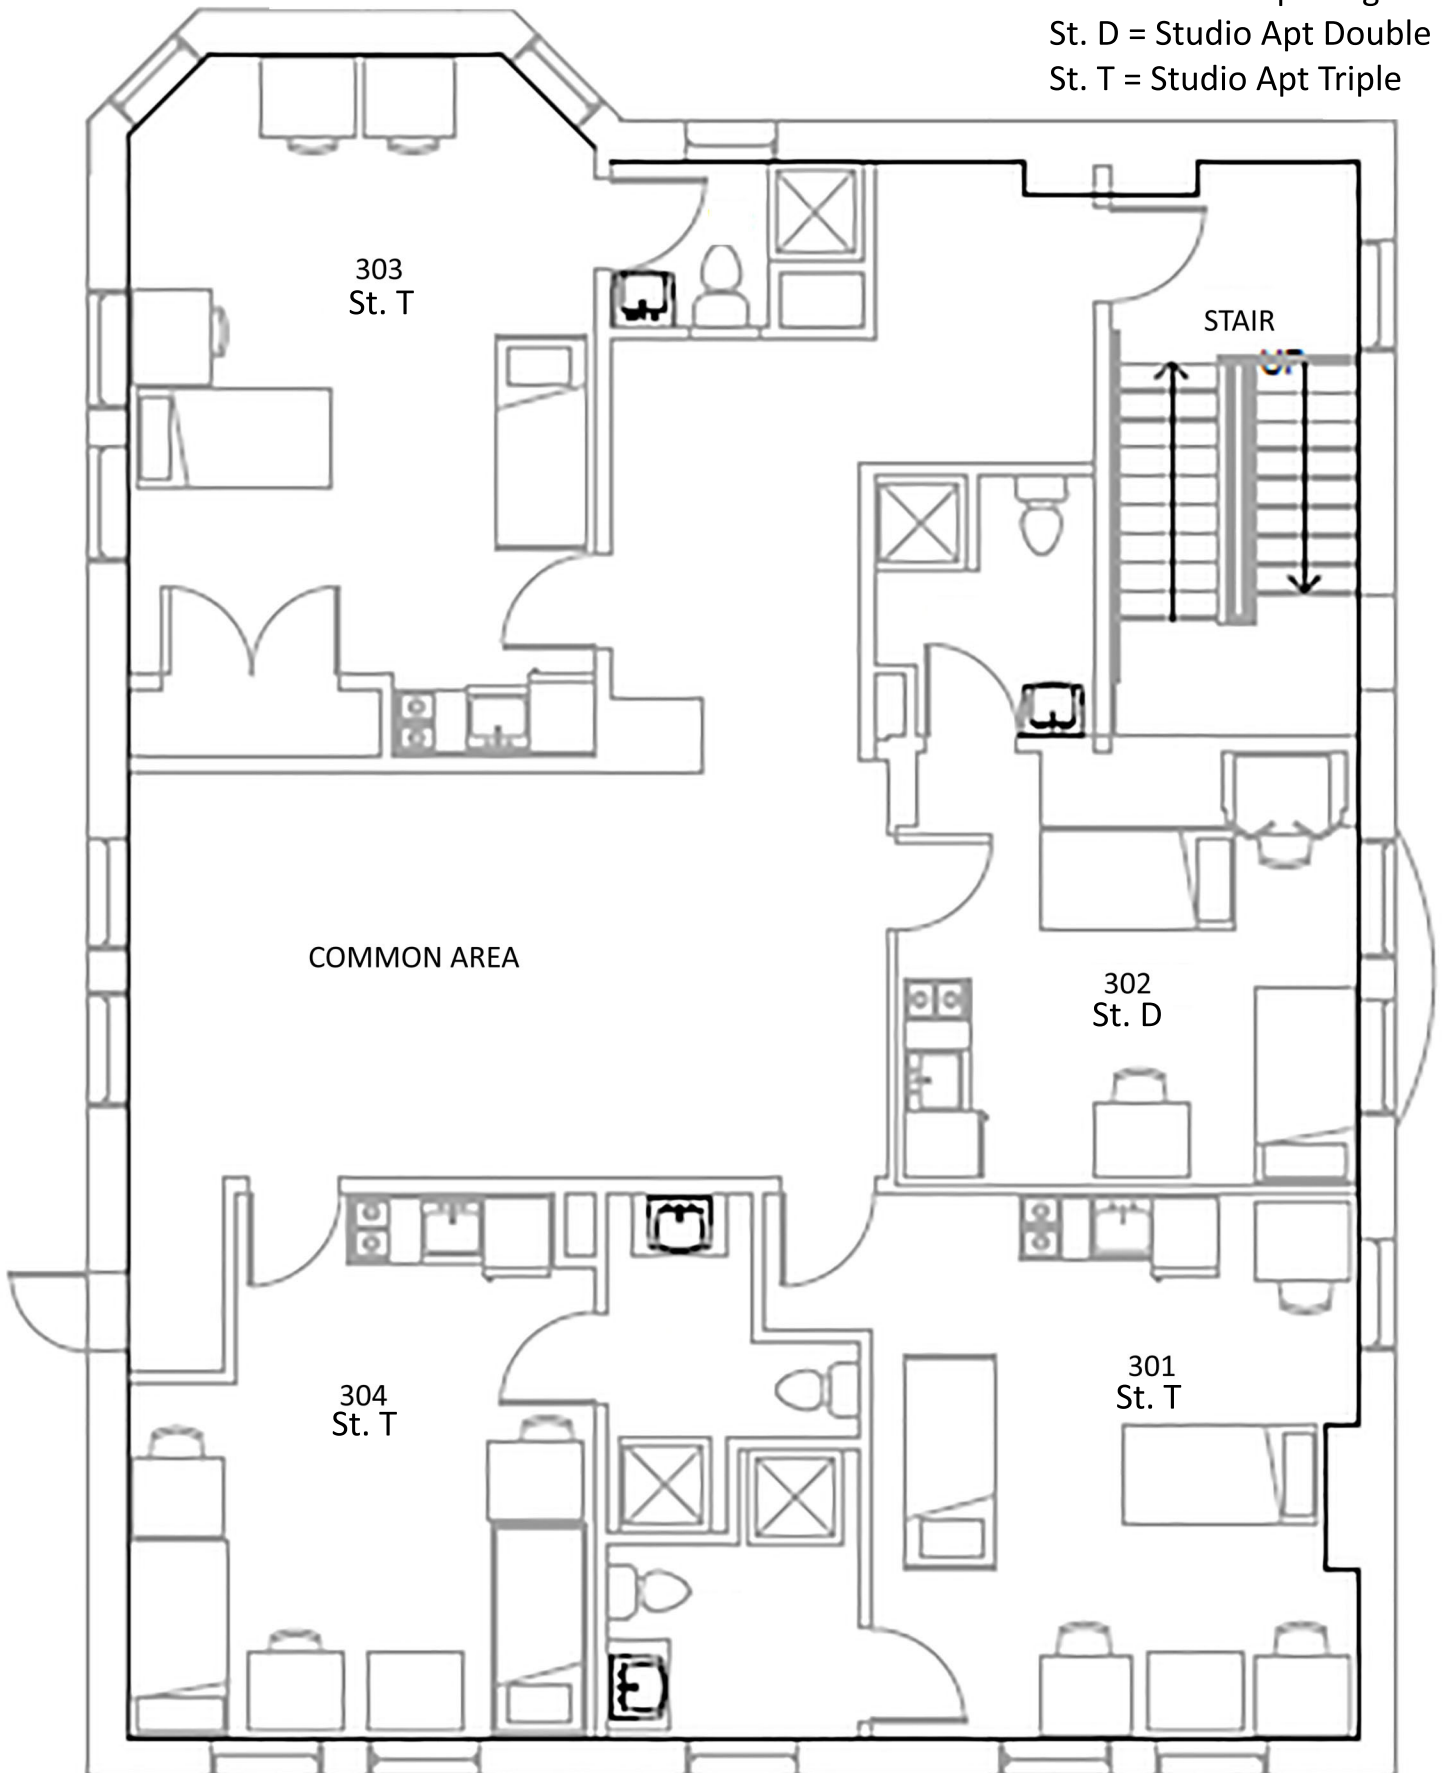 St. D = Studio Apt Double
St. T = Studio Apt Triple
303
St. T
STAIR
UP
COMMON AREA
302
St. D
304
St. T
301
St. T